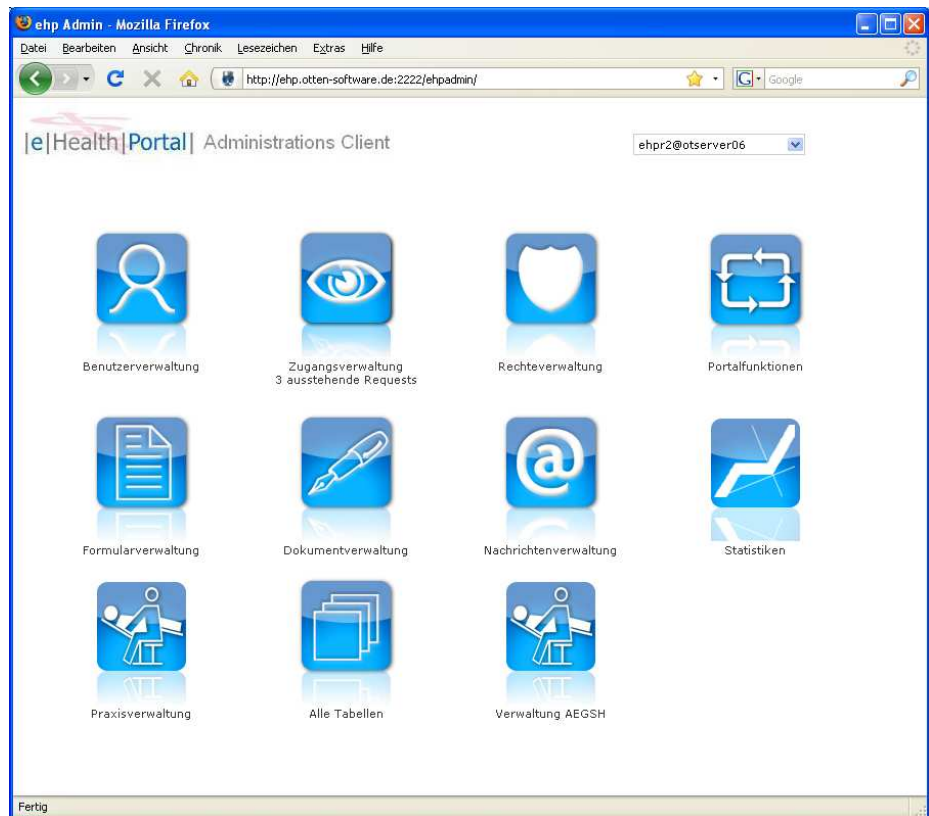 ehp Admin - Mozilla Firefox
Datei Bearbeiten Ansicht Chronik Lesezeichen Extras Hilfe
http://ehp.otten-software.de:2222/ehpadmin/
G Google
|e|Health|Portal| Administrations Client
ehpr2@otserver06
Benutzerverwaltung
Zugangsverwaltung
3 ausstehende Requests
Rechteverwaltung
Portalfunktionen
@
Formularverwaltung
Dokumentverwaltung
Nachrichtenverwaltung
Statistiken
Praxisverwaltung
Alle Tabellen
Verwaltung AEGSH
Fertig